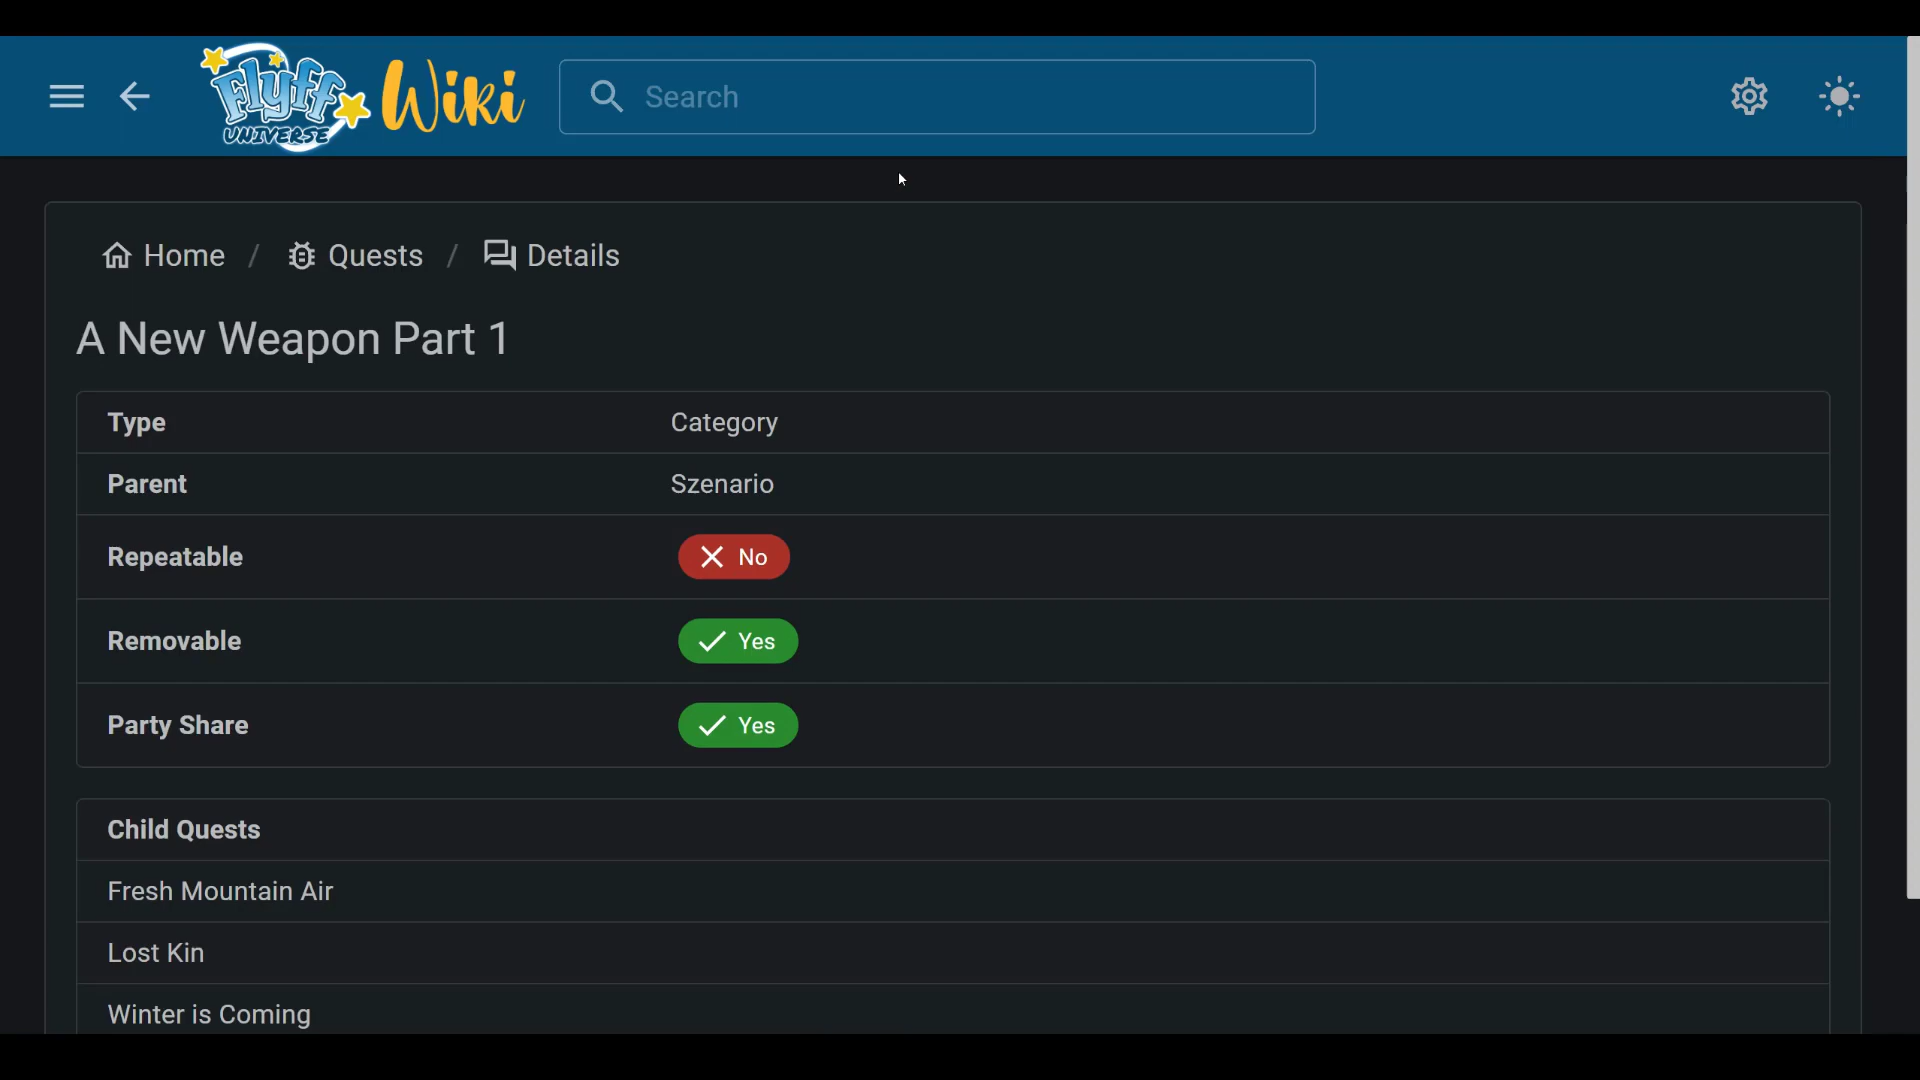 Flyff UNIVERSE Wiki Search
Home / Quests / Details
A New Weapon Part 1
Type Category
Parent Szenario
Repeatable No
Removable Yes
Party Share Yes
Child Quests
Fresh Mountain Air
Lost Kin
Winter is Coming